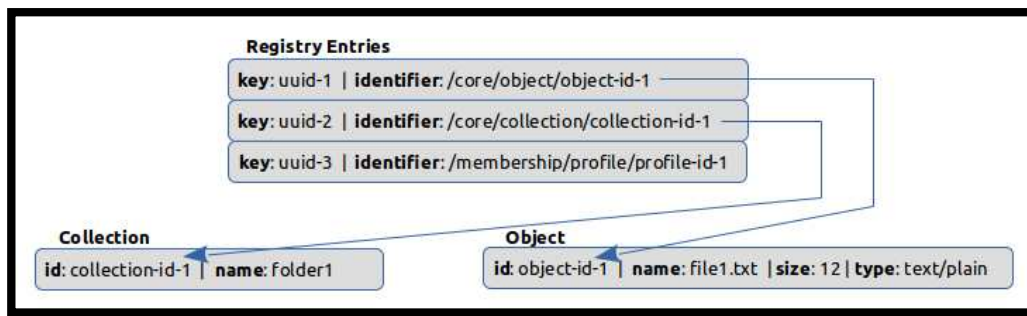 Registry Entries
key: uuid-1 | identifier: /core/object/object-id-1
key: uuid-2 | identifier: /core/collection/collection-id-1
key: uuid-3 | identifier: /membership/profile/profile-id-1
Collection
id: collection-id-1 | name: folder1
Object
id: object-id-1 | name: file1.txt | size: 12 | type: text/plain